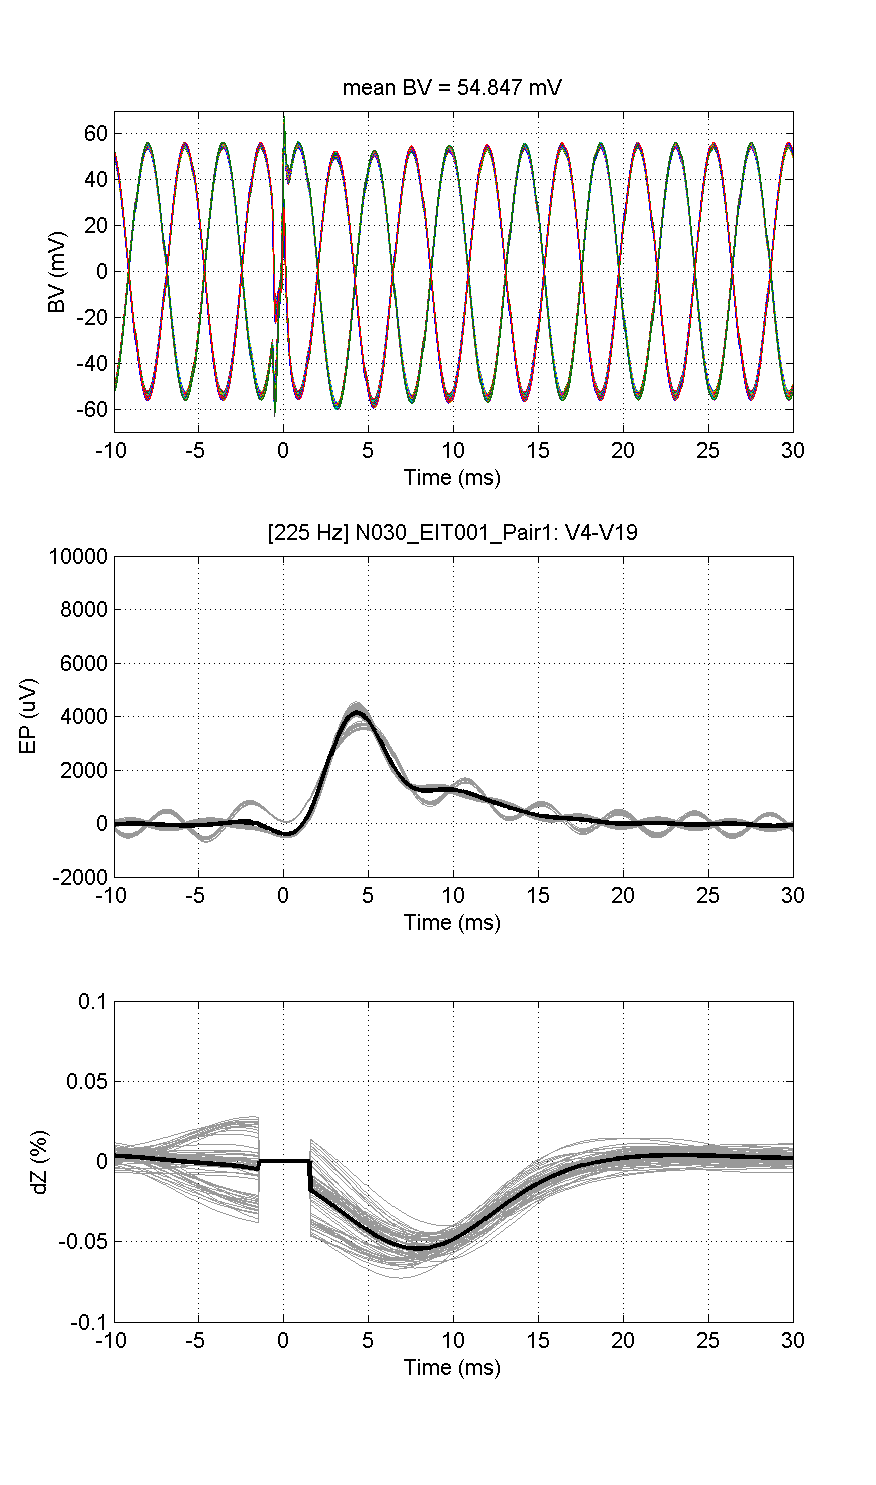 mean BV = 54.847 mV
60
40
20
0
-20
-40
-60
BV (mV)
-10 -5 0 5 10 15 20 25 30
Time (ms)
[225 Hz] N030_EIT001_Pair1: V4-V19
10000
8000
6000
4000
2000
0
-2000
EP (uV)
-10 -5 0 5 10 15 20 25 30
Time (ms)
0.1
0.05
0
-0.05
-0.1
dZ (%)
-10 -5 0 5 10 15 20 25 30
Time (ms)